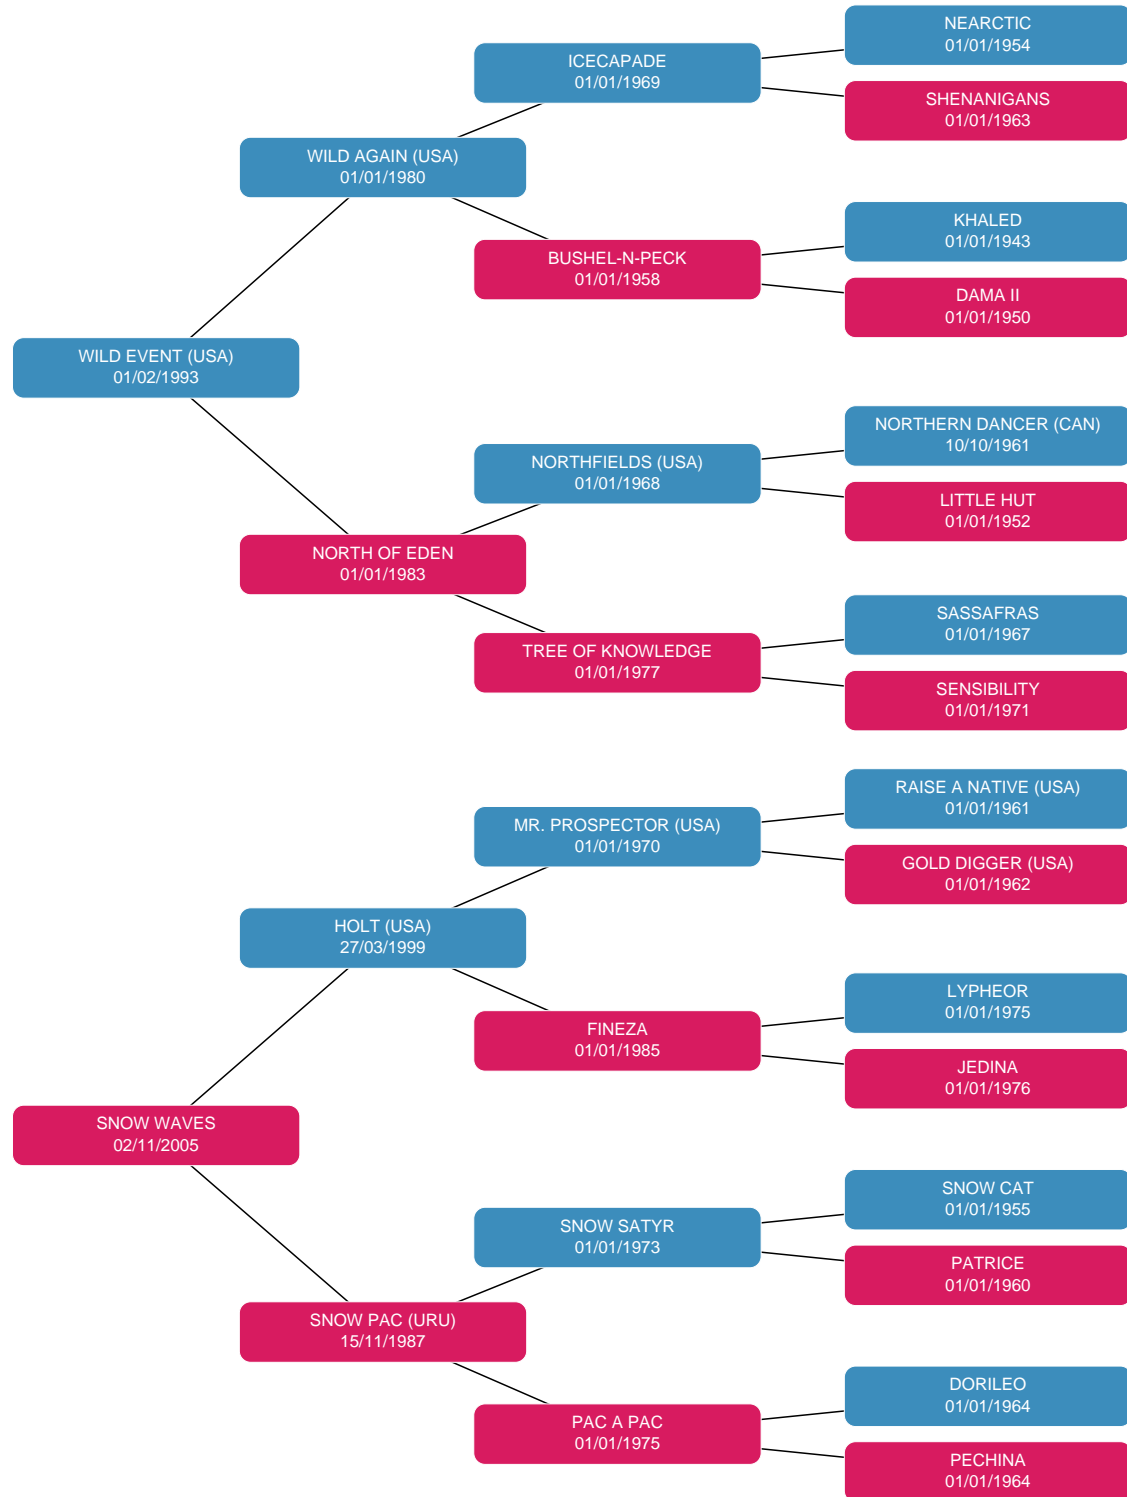 NEARCTIC
01/01/1954
ICECAPADE
01/01/1969
SHENANIGANS
01/01/1963
WILD AGAIN (USA)
01/01/1980
KHALED
01/01/1943
BUSHEL-N-PECK
01/01/1958
DAMA II
01/01/1950
WILD EVENT (USA)
01/02/1993
NORTHERN DANCER (CAN)
10/10/1961
NORTHFIELDS (USA)
01/01/1968
LITTLE HUT
01/01/1952
NORTH OF EDEN
01/01/1983
SASSAFRAS
01/01/1967
TREE OF KNOWLEDGE
01/01/1977
SENSIBILITY
01/01/1971
RAISE A NATIVE (USA)
01/01/1961
MR. PROSPECTOR (USA)
01/01/1970
GOLD DIGGER (USA)
01/01/1962
HOLT (USA)
27/03/1999
LYPHEOR
01/01/1975
FINEZA
01/01/1985
JEDINA
01/01/1976
SNOW WAVES
02/11/2005
SNOW CAT
01/01/1955
SNOW SATYR
01/01/1973
PATRICE
01/01/1960
SNOW PAC (URU)
15/11/1987
DORILEO
01/01/1964
PAC A PAC
01/01/1975
PECHINA
01/01/1964